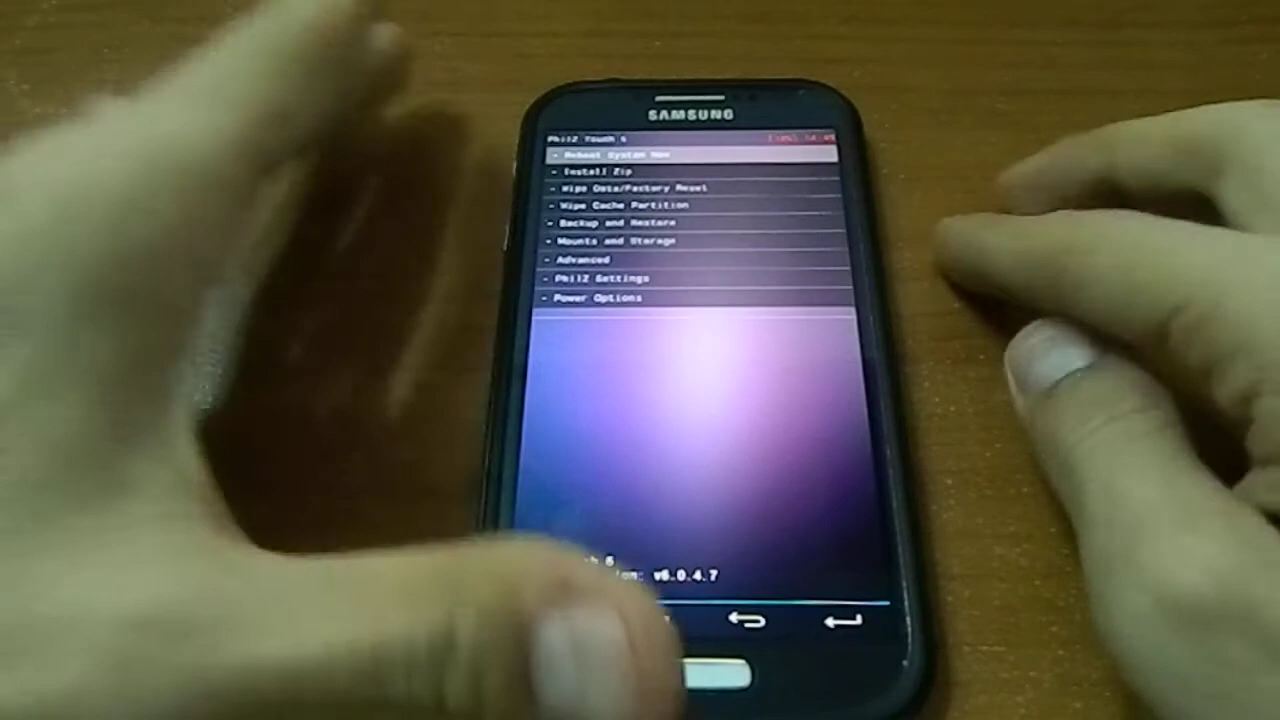 SAMSUNG
PhilZ Touch 6
- Reboot System Now
- Install Zip
- Wipe Data/Factory Reset
- Wipe Cache Partition
- Backup and Restore
- Mounts and Storage
- Advanced
- PhilZ Settings
- Power Options
6
v6.0.4.7